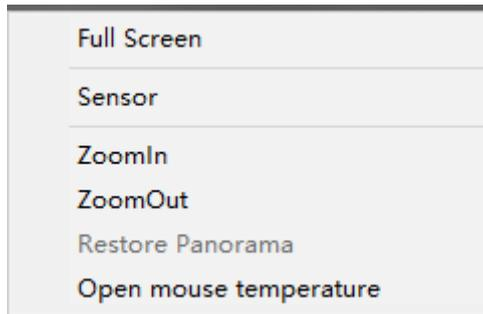 Full Screen
Sensor
ZoomIn
ZoomOut
Restore Panorama
Open mouse temperature